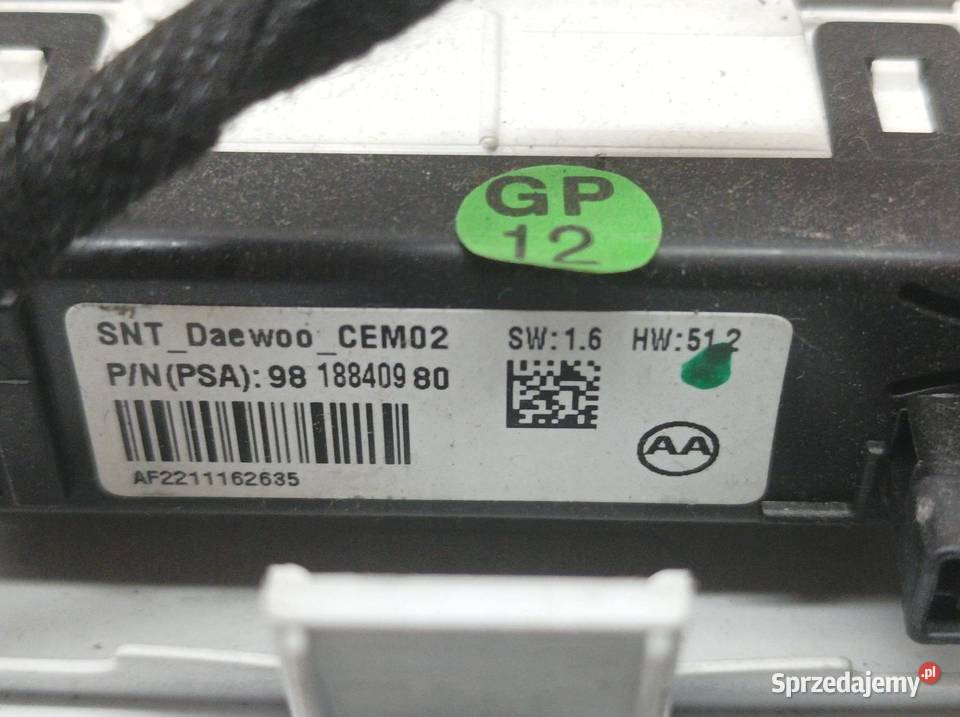 GP
12
SNT_Daewoo_CEM02 SW:1.6 HW:51.2
P/N(PSA):98 188409 80
AA
AF2211162635
Sprzedajemy.pl